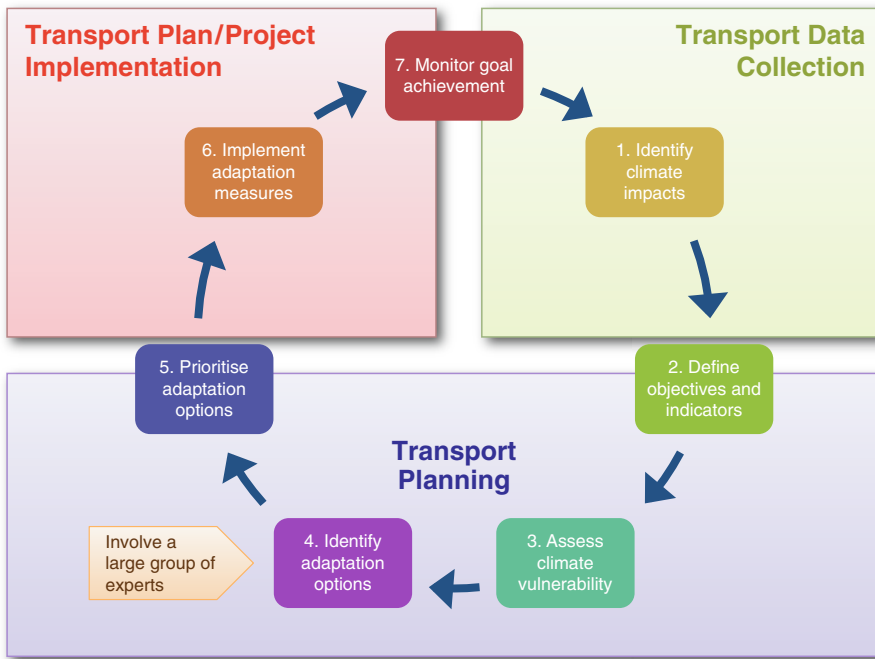 Transport Plan/Project
Implementation
Transport Data
Collection
7. Monitor goal
achievement
1. Identify
climate
impacts
2. Define
objectives and
indicators
3. Assess
climate
vulnerability
4. Identify
adaptation
options
5. Prioritise
adaptation
options
6. Implement
adaptation
measures
Transport
Planning
Involve a
large group of
experts